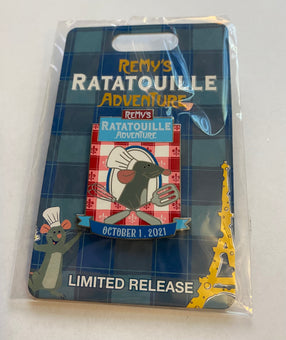 REMY'S
RATATOUILLE
ADVENTURE
REMY'S
RATATOUILLE
ADVENTURE
OCTOBER 1, 2021
LIMITED RELEASE